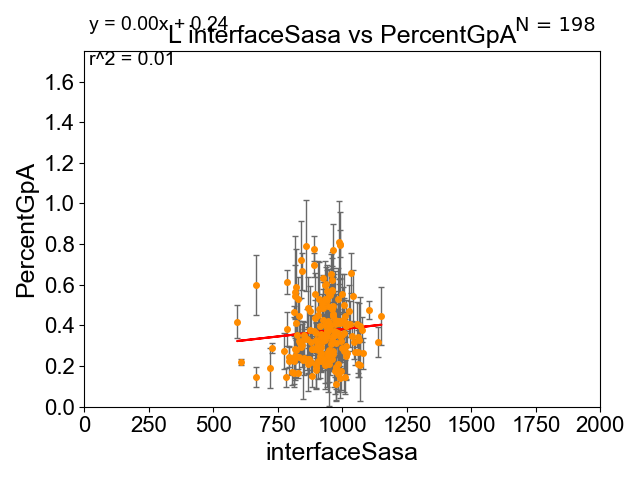 y = 0.00x + 0.24
L interfaceSasa vs PercentGpA
N = 198
r^2 = 0.01
PercentGpA
1.6
1.4
1.2
1.0
0.8
0.6
0.4
0.2
0.0
0 250 500 750 1000 1250 1500 1750 2000
interfaceSasa